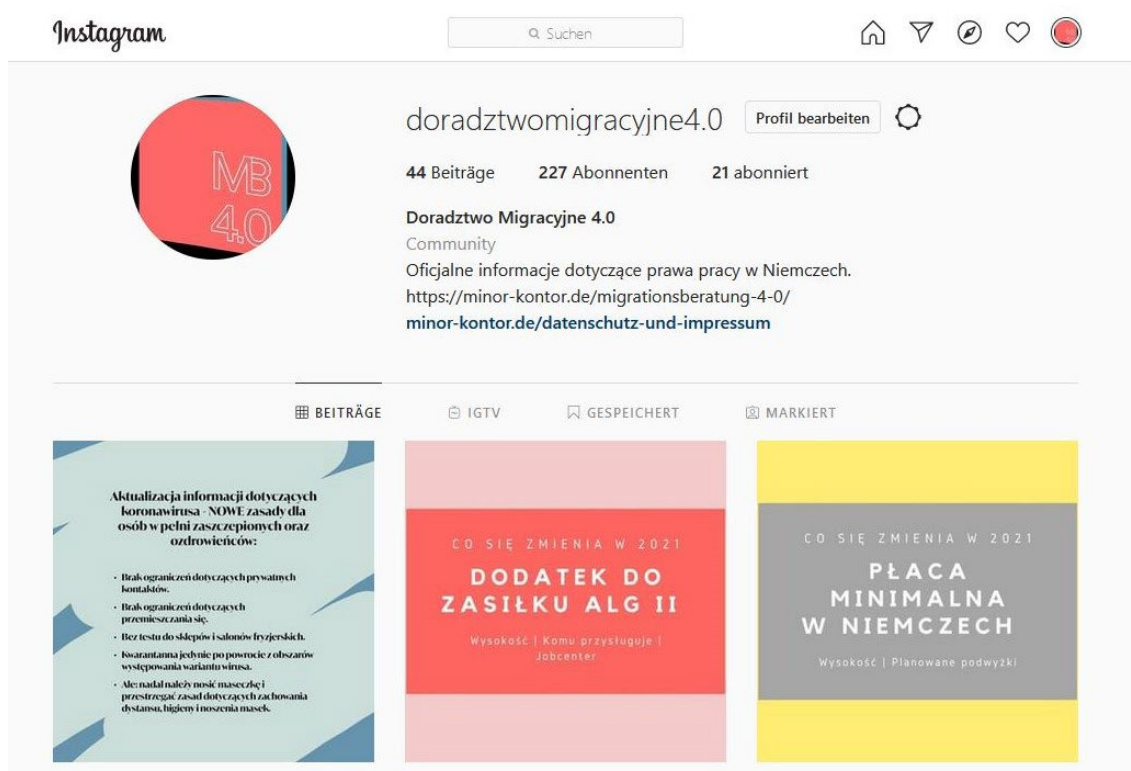 Instagram
Suchen
MB
4.0
doradztwomigracyjne4.0 Profil bearbeiten
44 Beiträge 227 Abonnenten 21 abonniert
Doradztwo Migracyjne 4.0
Community
Oficjalne informacje dotyczące prawa pracy w Niemczech.
https://minor-kontor.de/migrationsberatung-4-0/
minor-kontor.de/datenschutz-und-impressum
BEITRÄGE IGTV GESPEICHERT MARKIERT
Aktualizacja informacji dotyczących
koronawirusa - NOWE zasady dla
osób w pełni zaszczepionych oraz
ozdrowieńców:
• Brak ograniczeń dotyczących prywatnych
kontaktów.
• Brak ograniczeń dotyczących
przemieszczania się.
• Bez testu do sklepów i salonów fryzjerskich.
• Kwarantanna jedynie po powrocie z obszarów
występowania wariantu wirusa.
• Ale: nadal należy nosić maseczkę i
przestrzegać zasad dotyczących zachowania
dystansu, higieny i noszenia masek.
CO SIĘ ZMIENIA W 2021
DODATEK DO
ZASIŁKU ALG II
Wysokość | Komu przysługuje |
Jobcenter
CO SIĘ ZMIENIA W 2021
PŁACA
MINIMALNA
W NIEMCZECH
Wysokość | Planowane podwyżki